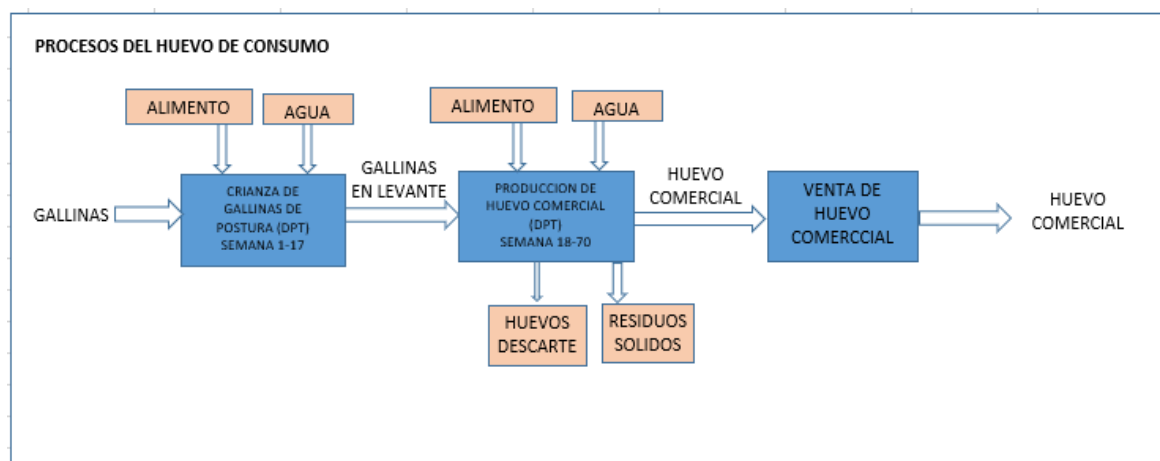 PROCESOS DEL HUEVO DE CONSUMO
ALIMENTO
AGUA
ALIMENTO
AGUA
GALLINAS
CRIANZA DE
GALLINAS DE
POSTURA (DPT)
SEMANA 1-17
GALLINAS
EN LEVANTE
PRODUCCION DE
HUEVO COMERCIAL
(DPT)
SEMANA 18-70
HUEVO
COMERCIAL
VENTA DE
HUEVO
COMERCCIAL
HUEVO
COMERCIAL
HUEVOS
DESCARTE
RESIDUOS
SOLIDOS